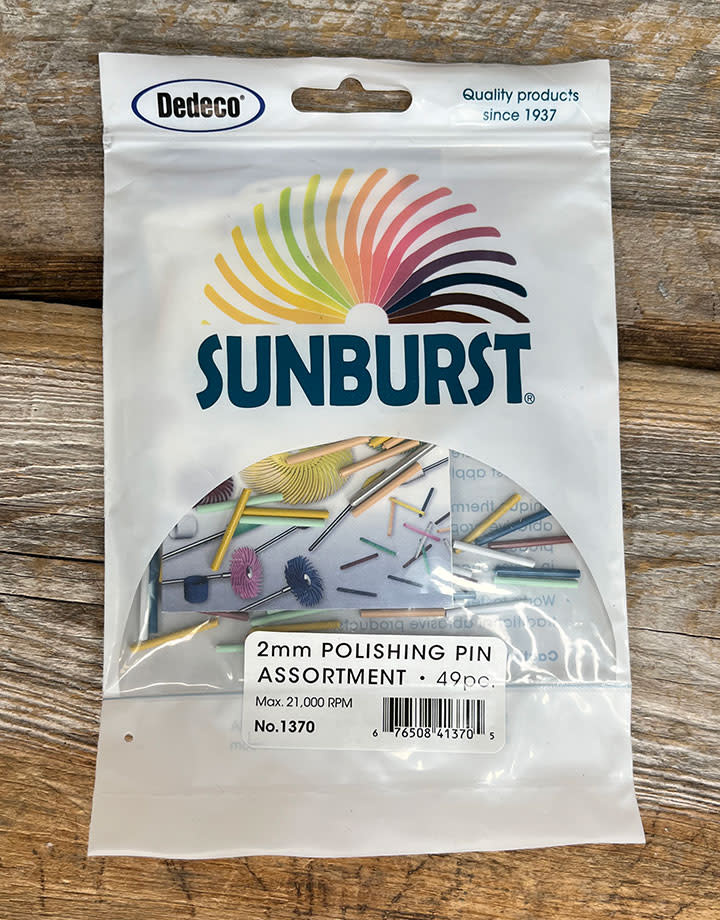 Dedeco®
Quality products
since 1937
SUNBURST®
2mm POLISHING PIN
ASSORTMENT • 49pc.
Max. 21,000 RPM
No.1370
6 76508 41370 5